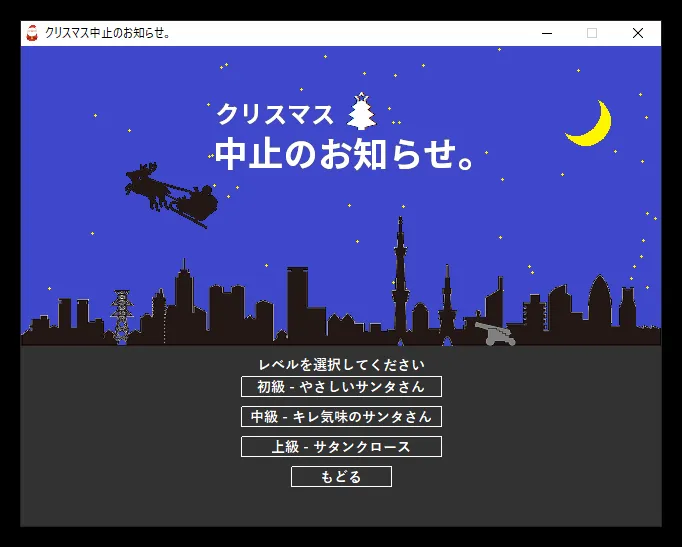 クリスマス中止のお知らせ。
クリスマス
中止のお知らせ。
レベルを選択してください
初級 - やさしいサンタさん
中級 - キレ気味のサンタさん
上級 - サタンクロース
もどる